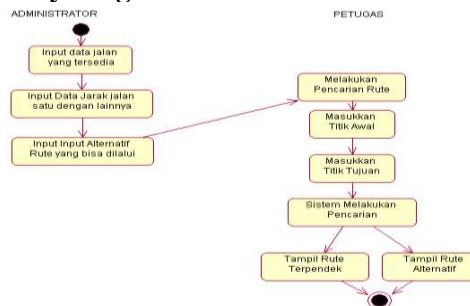 ADMINISTRATOR
PETUGAS
Input data jalan
yang tersedia
Input Data Jarak jalan
satu dengan lainnya
Input Input Alternatif
Rute yang bisa dilalui
Melakukan
Pencarian Rute
Masukkan
Titik Awal
Masukkan
Titik Tujuan
Sistem Melakukan
Pencarian
Tampil Rute
Terpendek
Tampil Rute
Alternatif